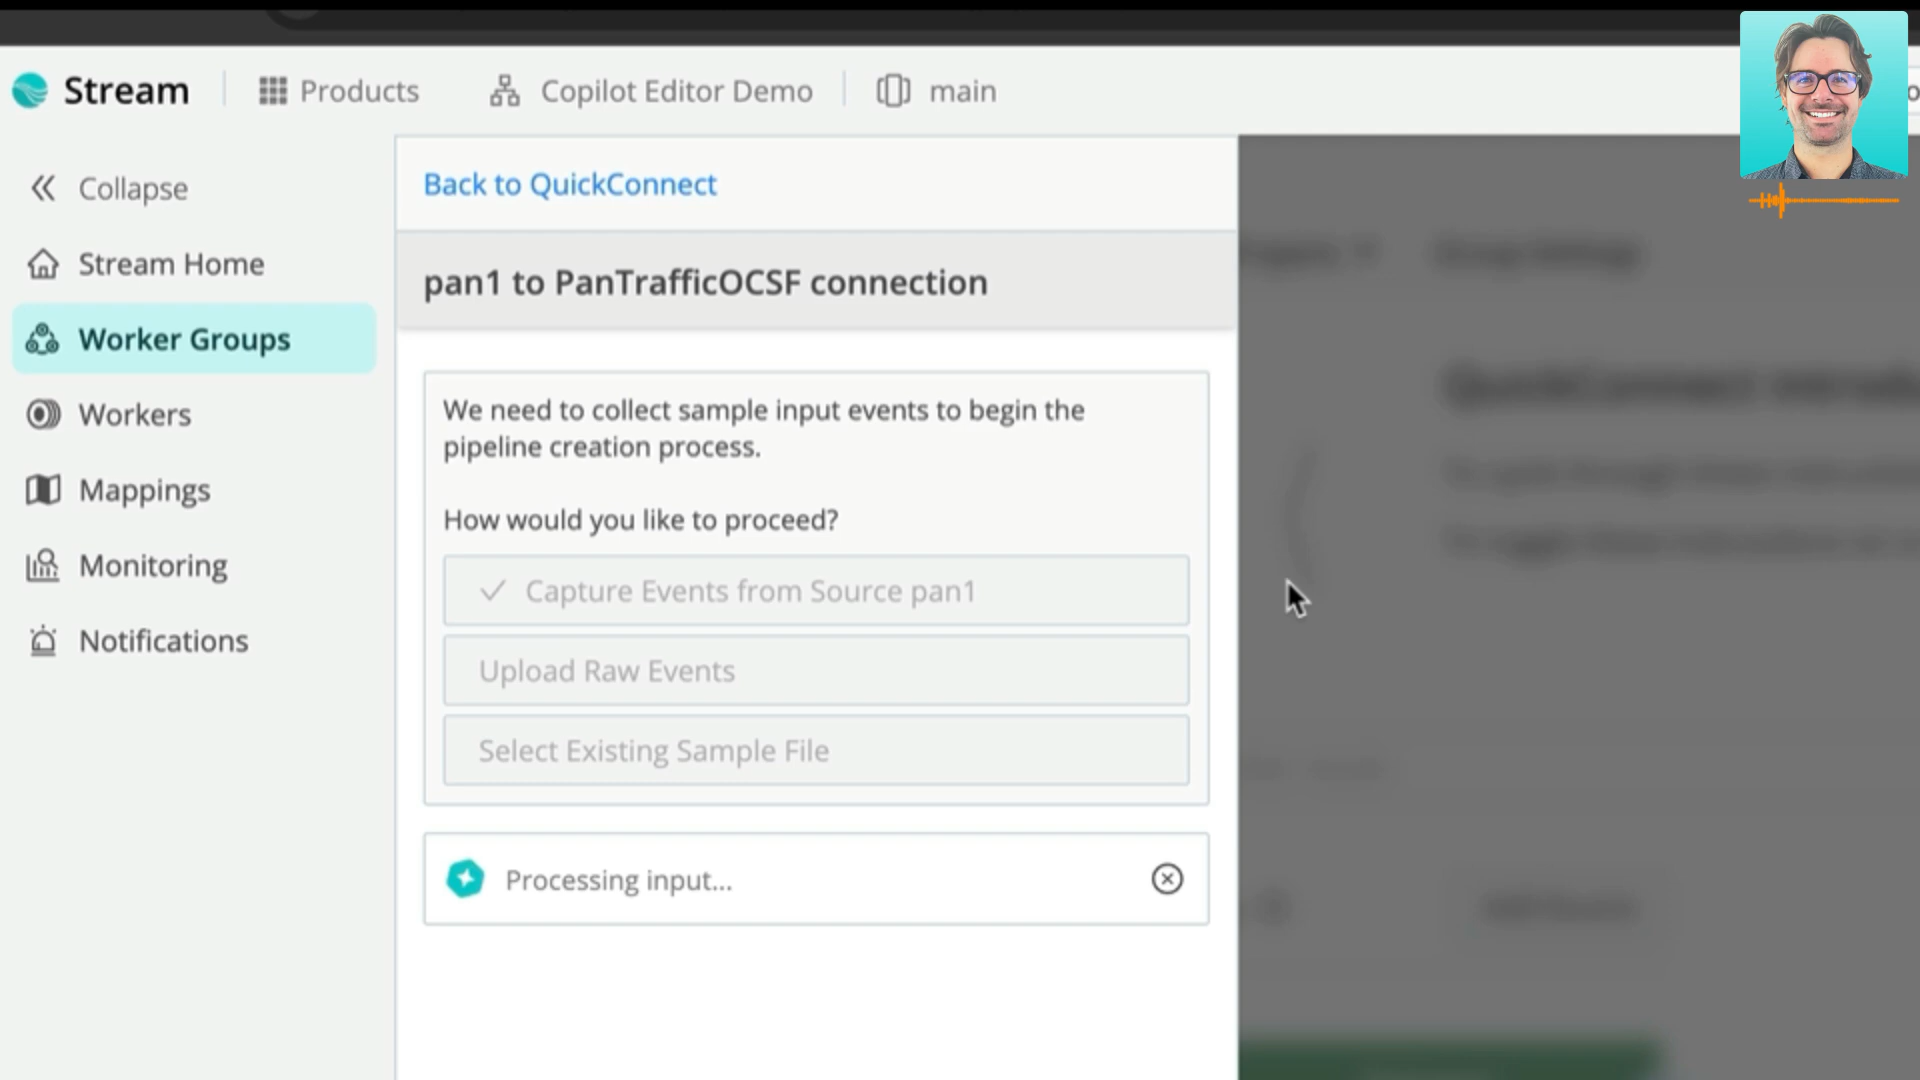 Stream
Products
Copilot Editor Demo
main
Collapse
Stream Home
Worker Groups
Workers
Mappings
Monitoring
Notifications
Back to QuickConnect
pan1 to PanTrafficOCSF connection
We need to collect sample input events to begin the
pipeline creation process.
How would you like to proceed?
Capture Events from Source pan1
Upload Raw Events
Select Existing Sample File
Processing input...